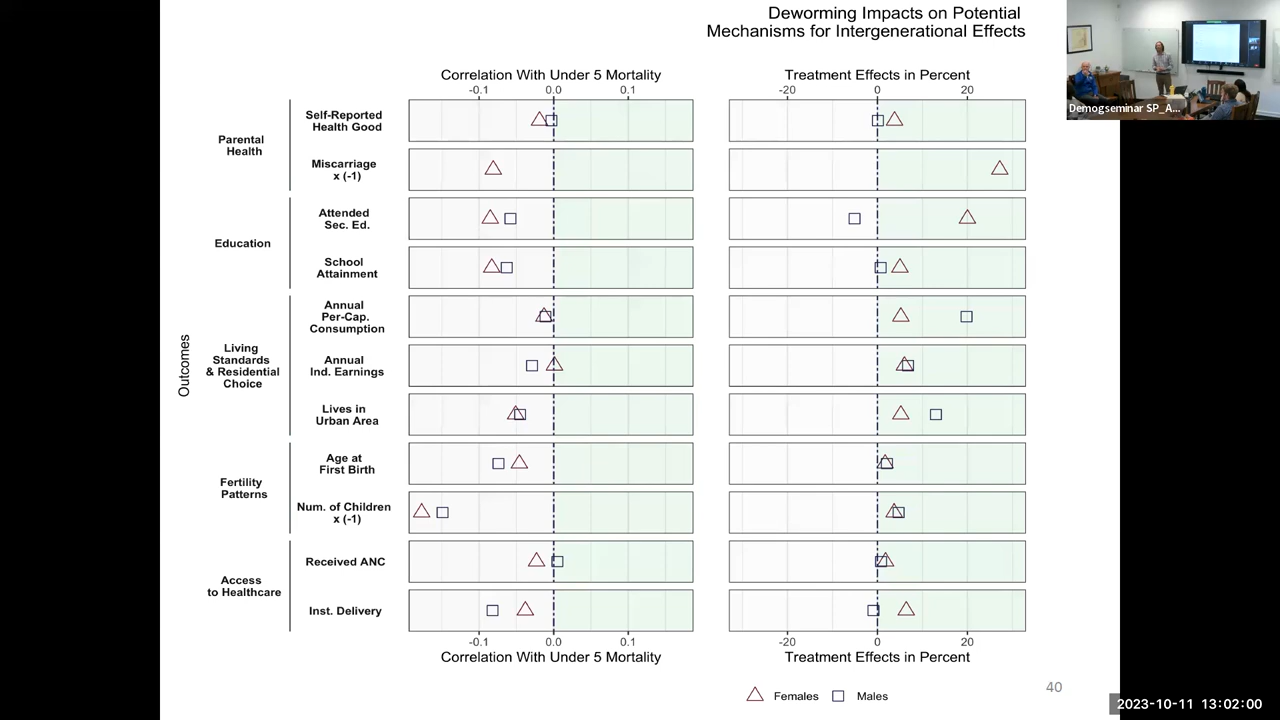 Deworming Impacts on Potential
Mechanisms for Intergenerational Effects
Demogseminar SP_A...
Correlation With Under 5 Mortality
Treatment Effects in Percent
-0.1 0.0 0.1
-20 0 20
Outcomes
Parental
Health
Self-Reported
Health Good
Miscarriage
x (-1)
Education
Attended
Sec. Ed.
School
Attainment
Living
Standards
& Residential
Choice
Annual
Per-Cap.
Consumption
Annual
Ind. Earnings
Lives in
Urban Area
Fertility
Patterns
Age at
First Birth
Num. of Children
x (-1)
Access
to Healthcare
Received ANC
Inst. Delivery
-0.1 0.0 0.1
-20 0 20
Correlation With Under 5 Mortality
Treatment Effects in Percent
Females Males
40
2023-10-11 13:02:00